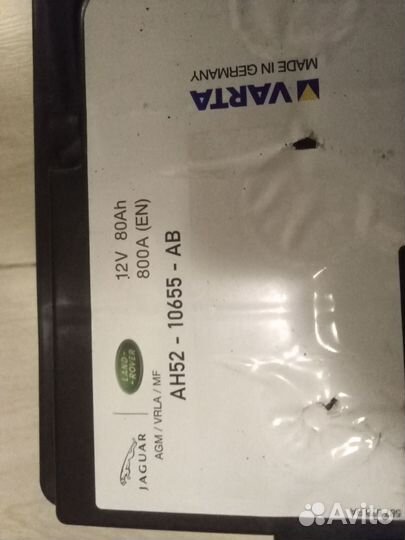 VARTA
MADE IN GERMANY
12V 80Ah
800A (EN)
LAND-
-ROVER
JAGUAR
AGM / VRLA / MF
AH52 - 10655 - AB
Avito